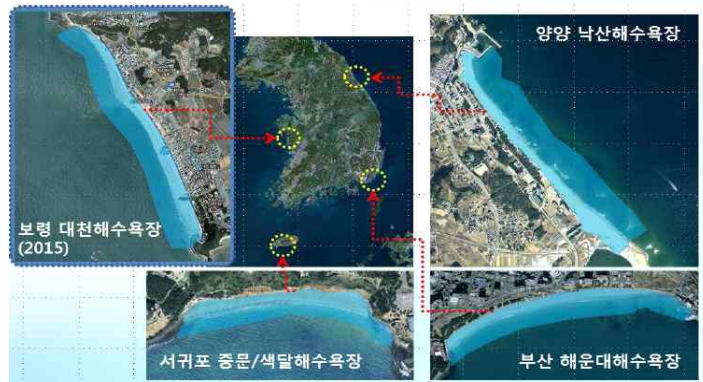 양양 낙산해수욕장
보령 대천해수욕장
(2015)
서귀포 중문/색달해수욕장
부산 해운대해수욕장